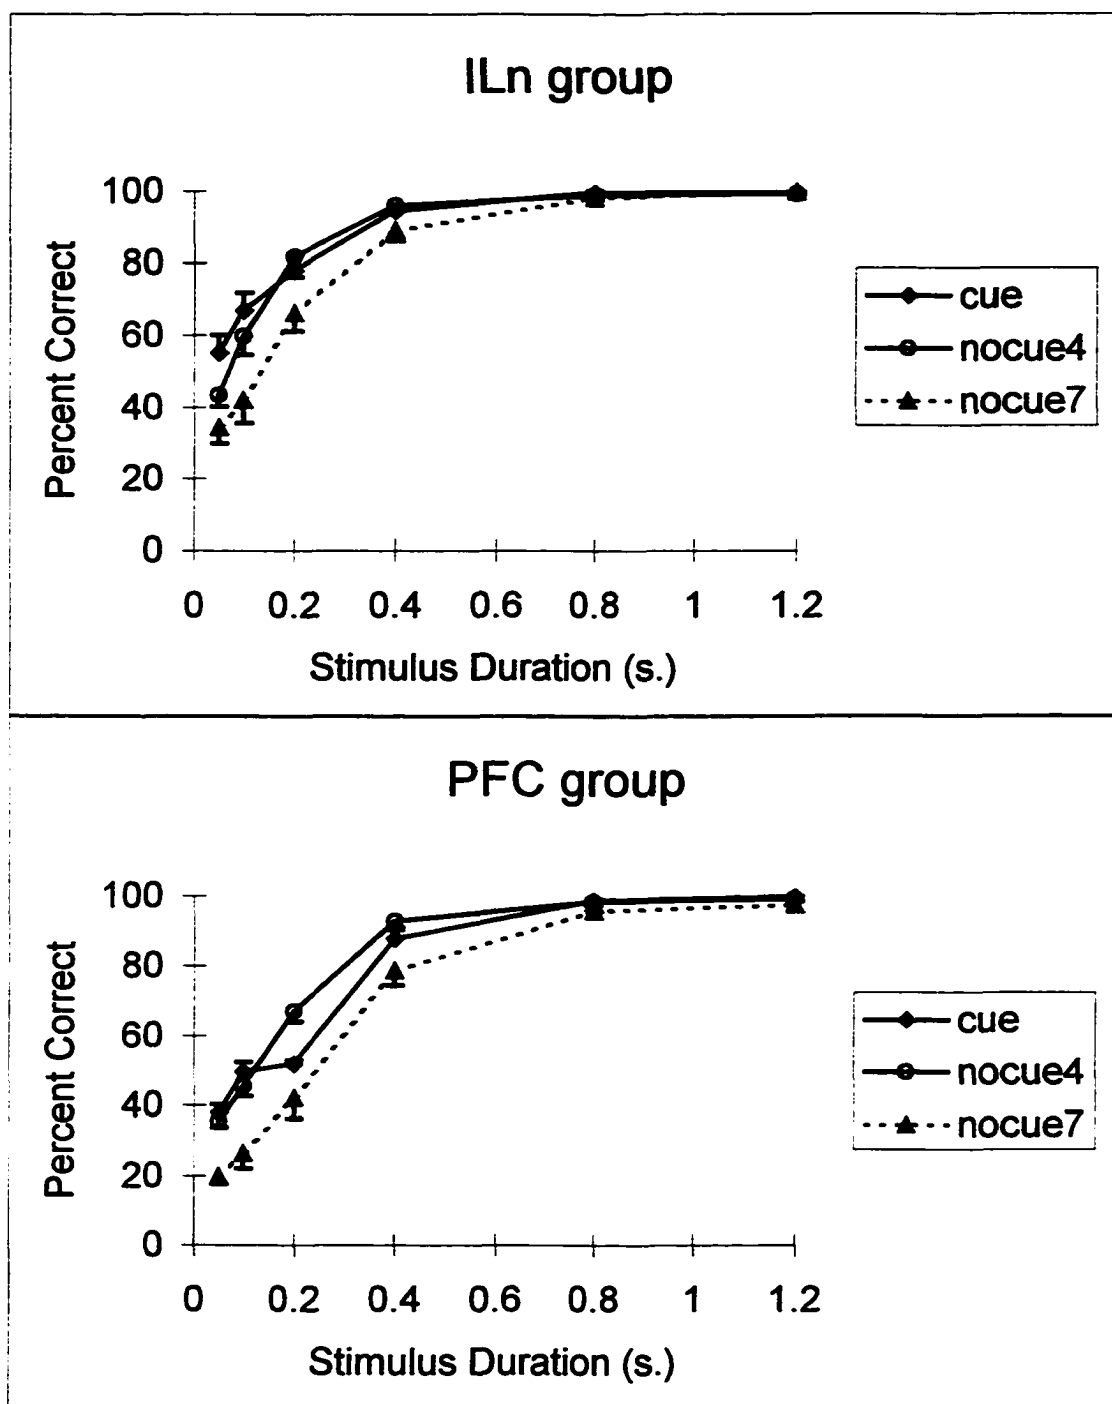 ILn group
100
80
60
40
20
0
Percent Correct
0 0.2 0.4 0.6 0.8 1 1.2
Stimulus Duration (s.)
cue
nocue4
nocue7
PFC group
100
80
60
40
20
0
Percent Correct
0 0.2 0.4 0.6 0.8 1 1.2
Stimulus Duration (s.)
cue
nocue4
nocue7